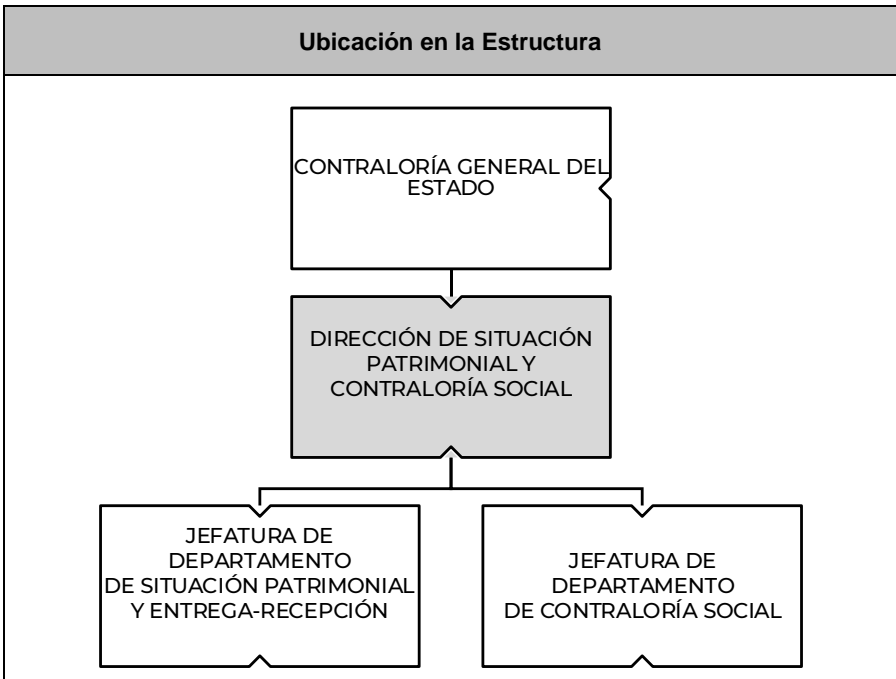 Ubicación en la Estructura
CONTRALORÍA GENERAL DEL
ESTADO
DIRECCIÓN DE SITUACIÓN
PATRIMONIAL Y
CONTRALORÍA SOCIAL
JEFATURA DE
DEPARTAMENTO
DE SITUACIÓN PATRIMONIAL
Y ENTREGA-RECEPCIÓN
JEFATURA DE
DEPARTAMENTO
DE CONTRALORÍA SOCIAL